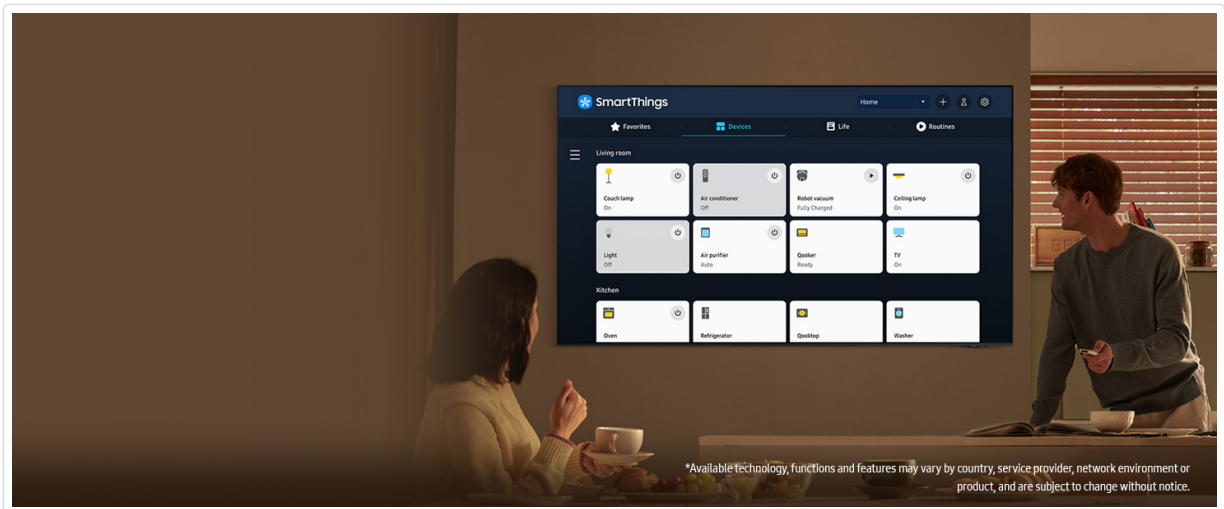 SmartThings
Home
Favorites
Devices
Life
Routines
Living room
Couch lamp
On
Air conditioner
Off
Robot vacuum
Fully Charged
Ceiling lamp
On
Light
Off
Air purifier
Auto
Qooker
Ready
TV
On
Kitchen
Oven
Refrigerator
Qooktop
Washer
*Available technology, functions and features may vary by country, service provider, network environment or
product, and are subject to change without notice.